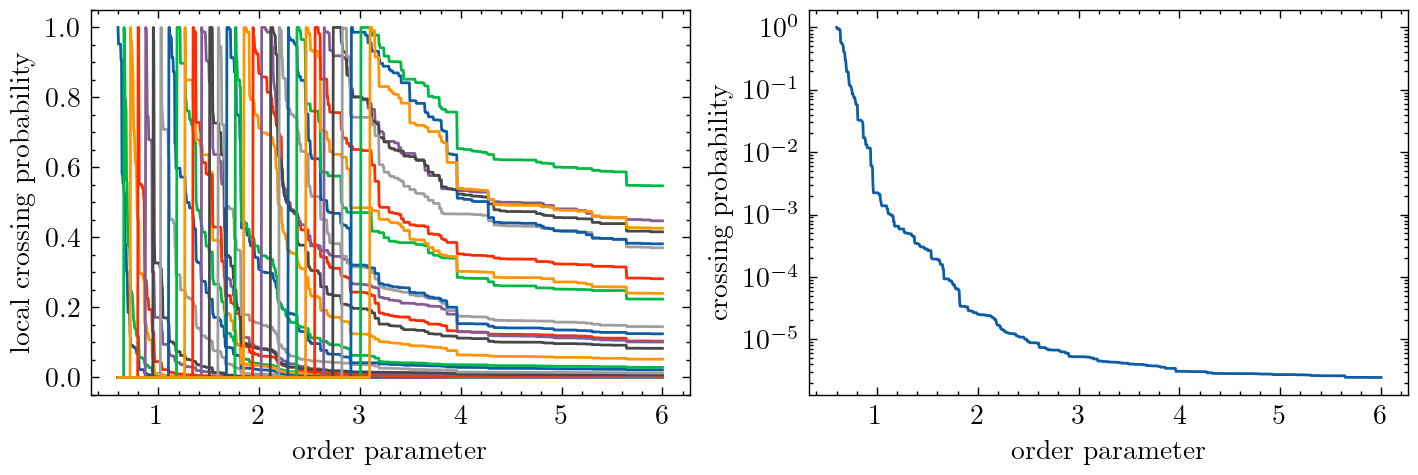 local crossing probability
1.0
0.8
0.6
0.4
0.2
0.0
1 2 3 4 5 6
order parameter
crossing probability
10⁰
10⁻¹
10⁻²
10⁻³
10⁻⁴
10⁻⁵
1 2 3 4 5 6
order parameter